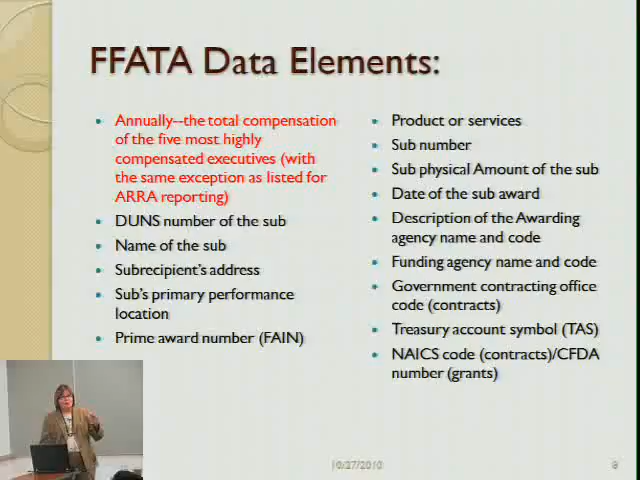 FFATA Data Elements:
Annually--the total compensation
of the five most highly
compensated executives (with
the same exception as listed for
ARRA reporting)
DUNS number of the sub
Name of the sub
Subrecipient's address
Sub's primary performance
location
Prime award number (FAIN)
Product or services
Sub number
Sub physical Amount of the sub
Date of the sub award
Description of the Awarding
agency name and code
Funding agency name and code
Government contracting office
code (contracts)
Treasury account symbol (TAS)
NAICS code (contracts)/CFDA
number (grants)
10/27/2010
9